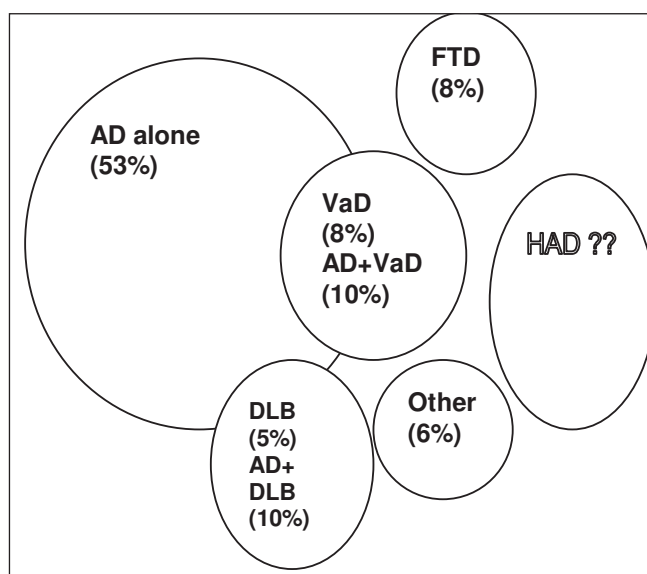 FTD
(8%)
AD alone
(53%)
VaD
(8%)
AD+VaD
(10%)
HAD ??
DLB
(5%)
AD+
DLB
(10%)
Other
(6%)